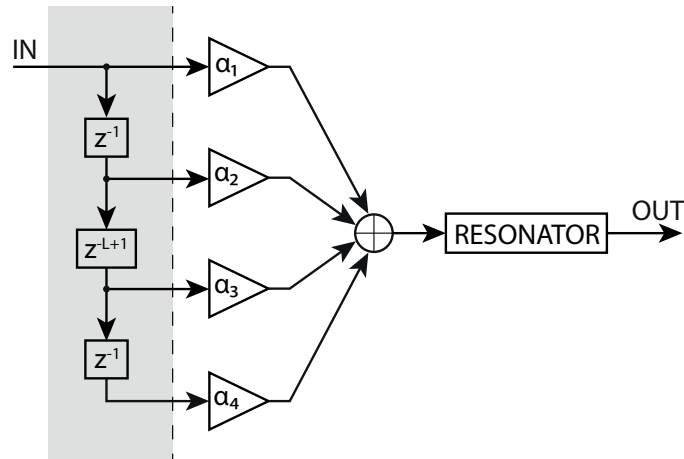 IN
α₁
z⁻¹
α₂
z⁻ᴸ⁺¹
RESONATOR
OUT
α₃
z⁻¹
α₄